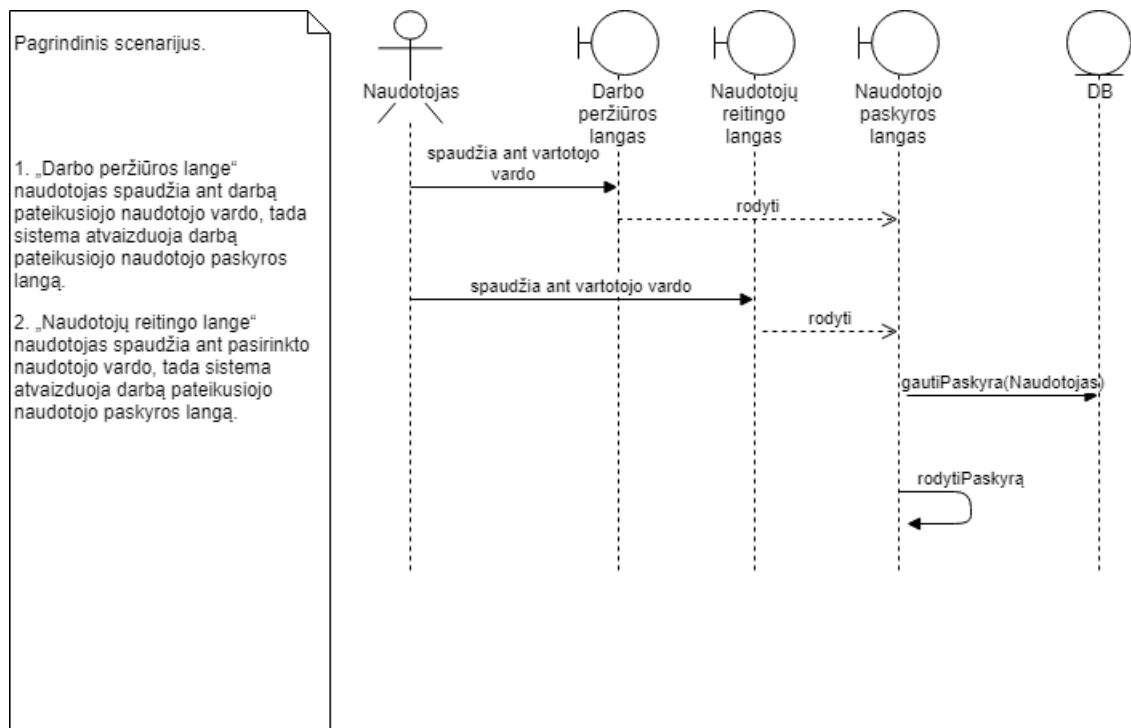 Pagrindinis scenarijus.
1. „Darbo peržiūros lange“
naudotojas spaudžia ant darbą
pateikusiojo naudotojo vardo, tada
sistema atvaizduoja darbą
pateikusiojo naudotojo paskyros
langą.
2. „Naudotojų reitingo lange“
naudotojas spaudžia ant pasirinkto
naudotojo vardo, tada sistema
atvaizduoja darbą pateikusiojo
naudotojo paskyros langą.
Naudotojas
Darbo
peržiūros
langas
Naudotojų
reitingo
langas
Naudotojo
paskyros
langas
DB
spaudžia ant vartotojo
vardo
rodyti
spaudžia ant vartotojo vardo
rodyti
gautiPaskyra(Naudotojas)
rodytiPaskyrą